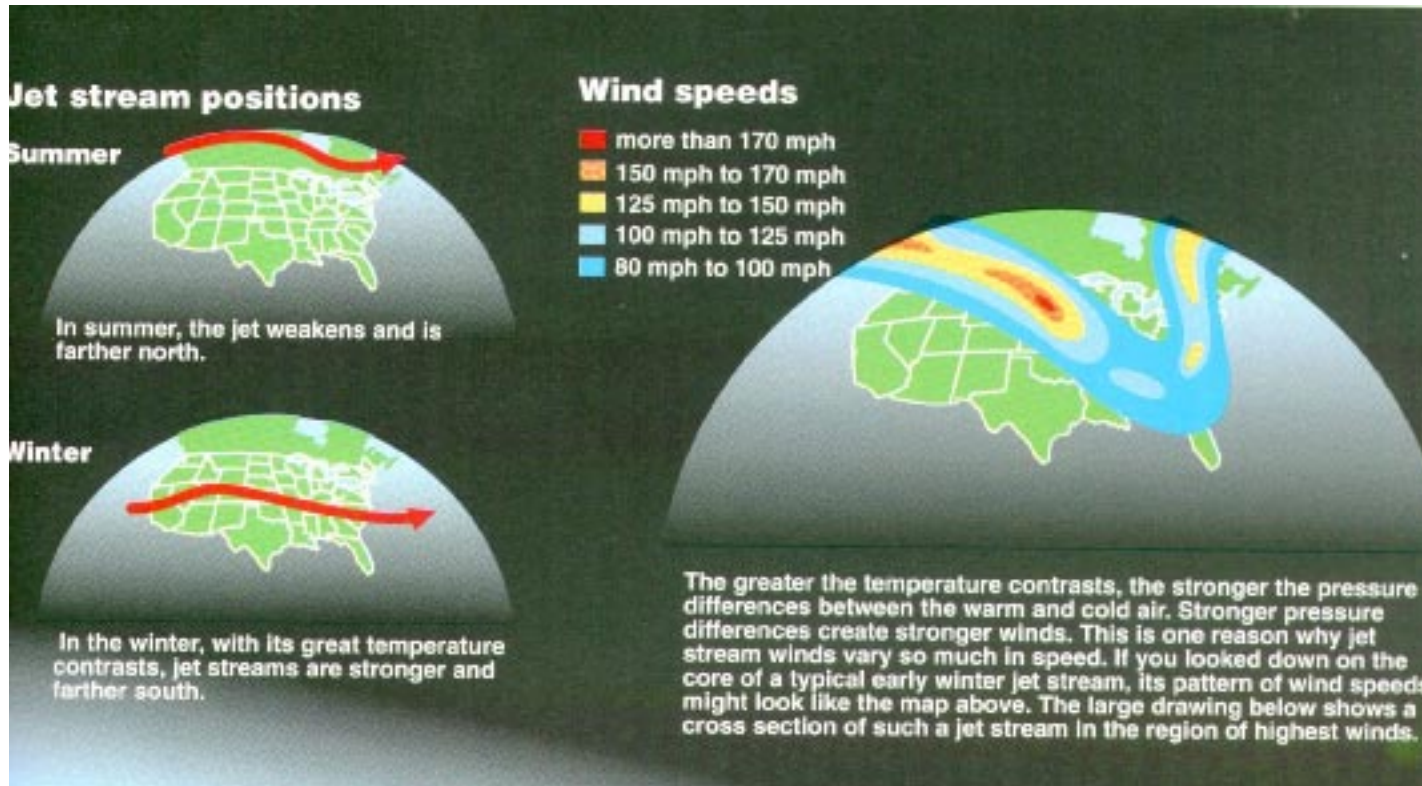 Jet stream positions
Summer
In summer, the jet weakens and is
farther north.
Winter
In the winter, with its great temperature
contrasts, jet streams are stronger and
farther south.
Wind speeds
more than 170 mph
150 mph to 170 mph
125 mph to 150 mph
100 mph to 125 mph
80 mph to 100 mph
The greater the temperature contrasts, the stronger the pressure
differences between the warm and cold air. Stronger pressure
differences create stronger winds. This is one reason why jet
stream winds vary so much in speed. If you looked down on the
core of a typical early winter jet stream, its pattern of wind speeds
might look like the map above. The large drawing below shows a
cross section of such a jet stream in the region of highest winds.